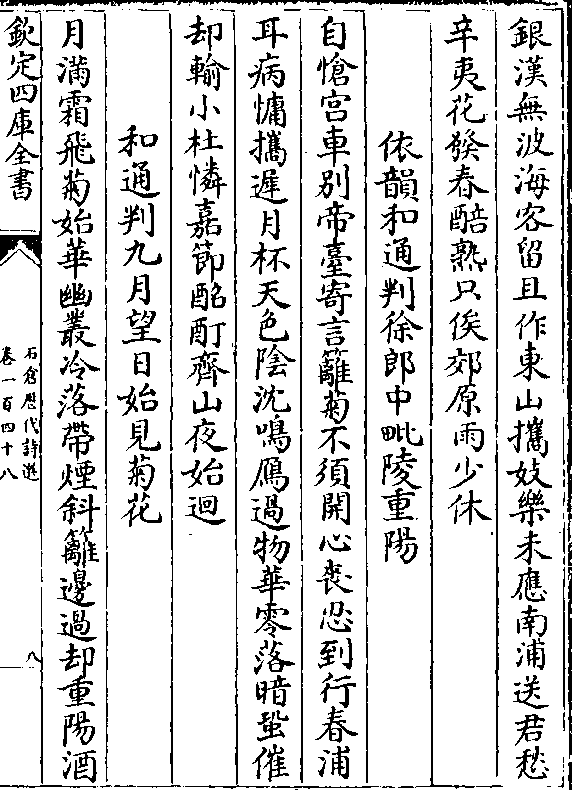 銀漢無波海客留且作東山攜妓樂未應南浦送君愁
辛夷花發春醅熟只俟郊原雨少休
依韻和通判徐郎中毗陵重陽
自愴宮車別帝臺寄言籬菊不須開心喪忍到行春浦
耳病慵攜遲月杯天色陰沈鳴鴈過物華零落暗蛩催
却輸小杜憐嘉節酩酊齊山夜始迴
和通判九月望日始見菊花
月滿霜飛菊始華幽叢冷落帶煙斜籬邊過却重陽酒
欽定四庫全書
石倉歷代詩選
卷一百四十八
八